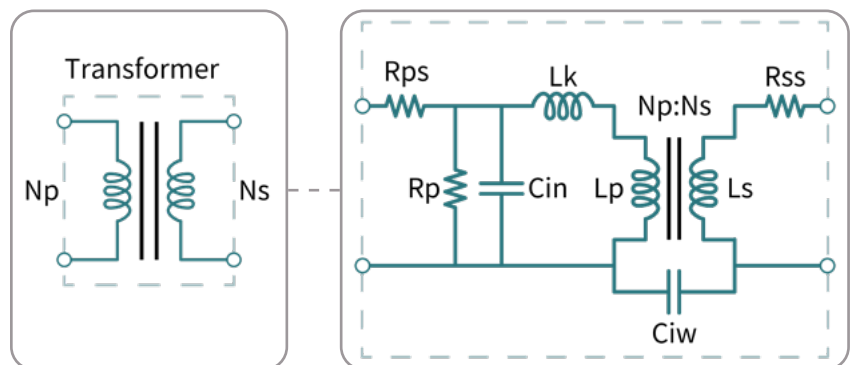 Transformer
Np
Ns
Rps
Lk
Rss
Np:Ns
Rp
Cin
Lp
Ls
Ciw